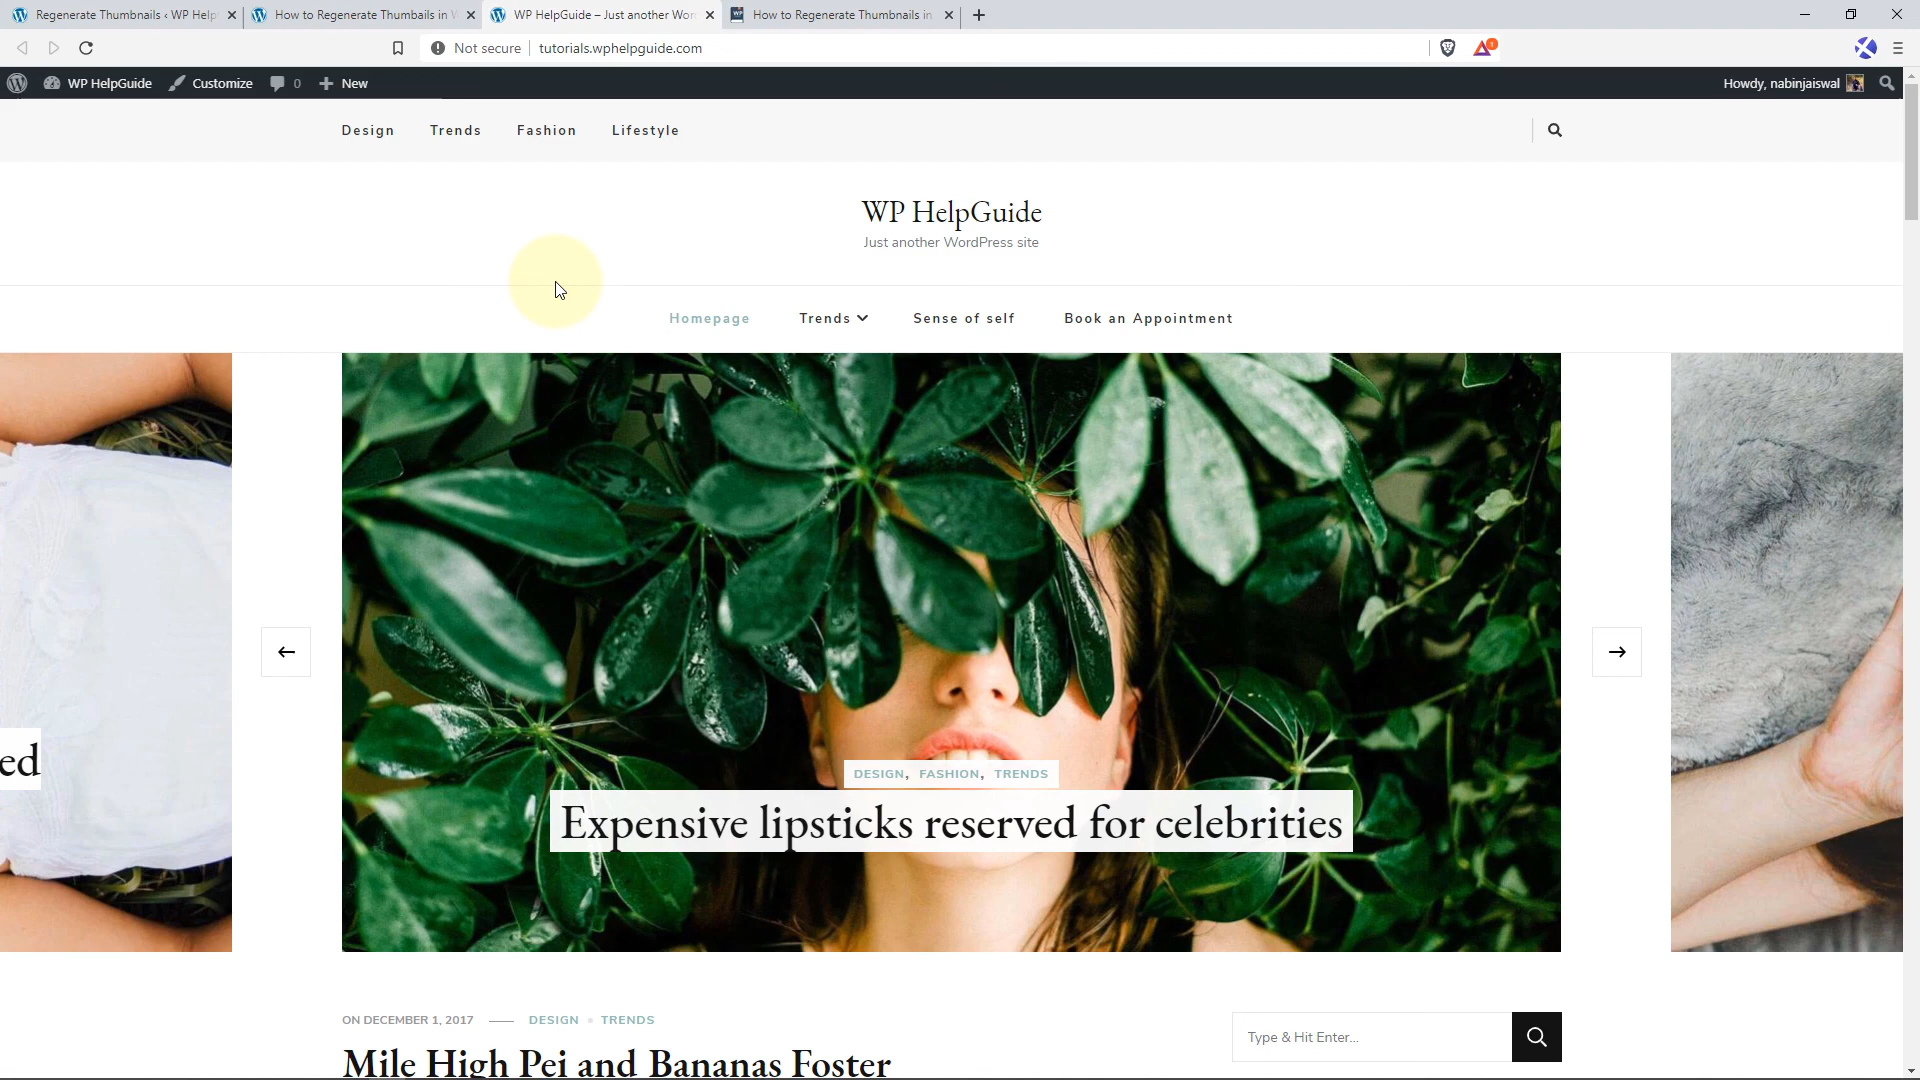 Regenerate Thumbnails ‹ WP Help
How to Regenerate Thumbails in W
WP HelpGuide – Just another Wor
How to Regenerate Thumbnails in
Not secure
tutorials.wphelpguide.com
1
WP HelpGuide
Customize
0
New
Howdy, nabinjaiswal
Design
Trends
Fashion
Lifestyle
WP HelpGuide
Just another WordPress site
Homepage
Trends
Sense of self
Book an Appointment
ed
DESIGN, FASHION, TRENDS
Expensive lipsticks reserved for celebrities
ON DECEMBER 1, 2017
DESIGN
TRENDS
Type & Hit Enter...
Mile High Pei and Bananas Foster